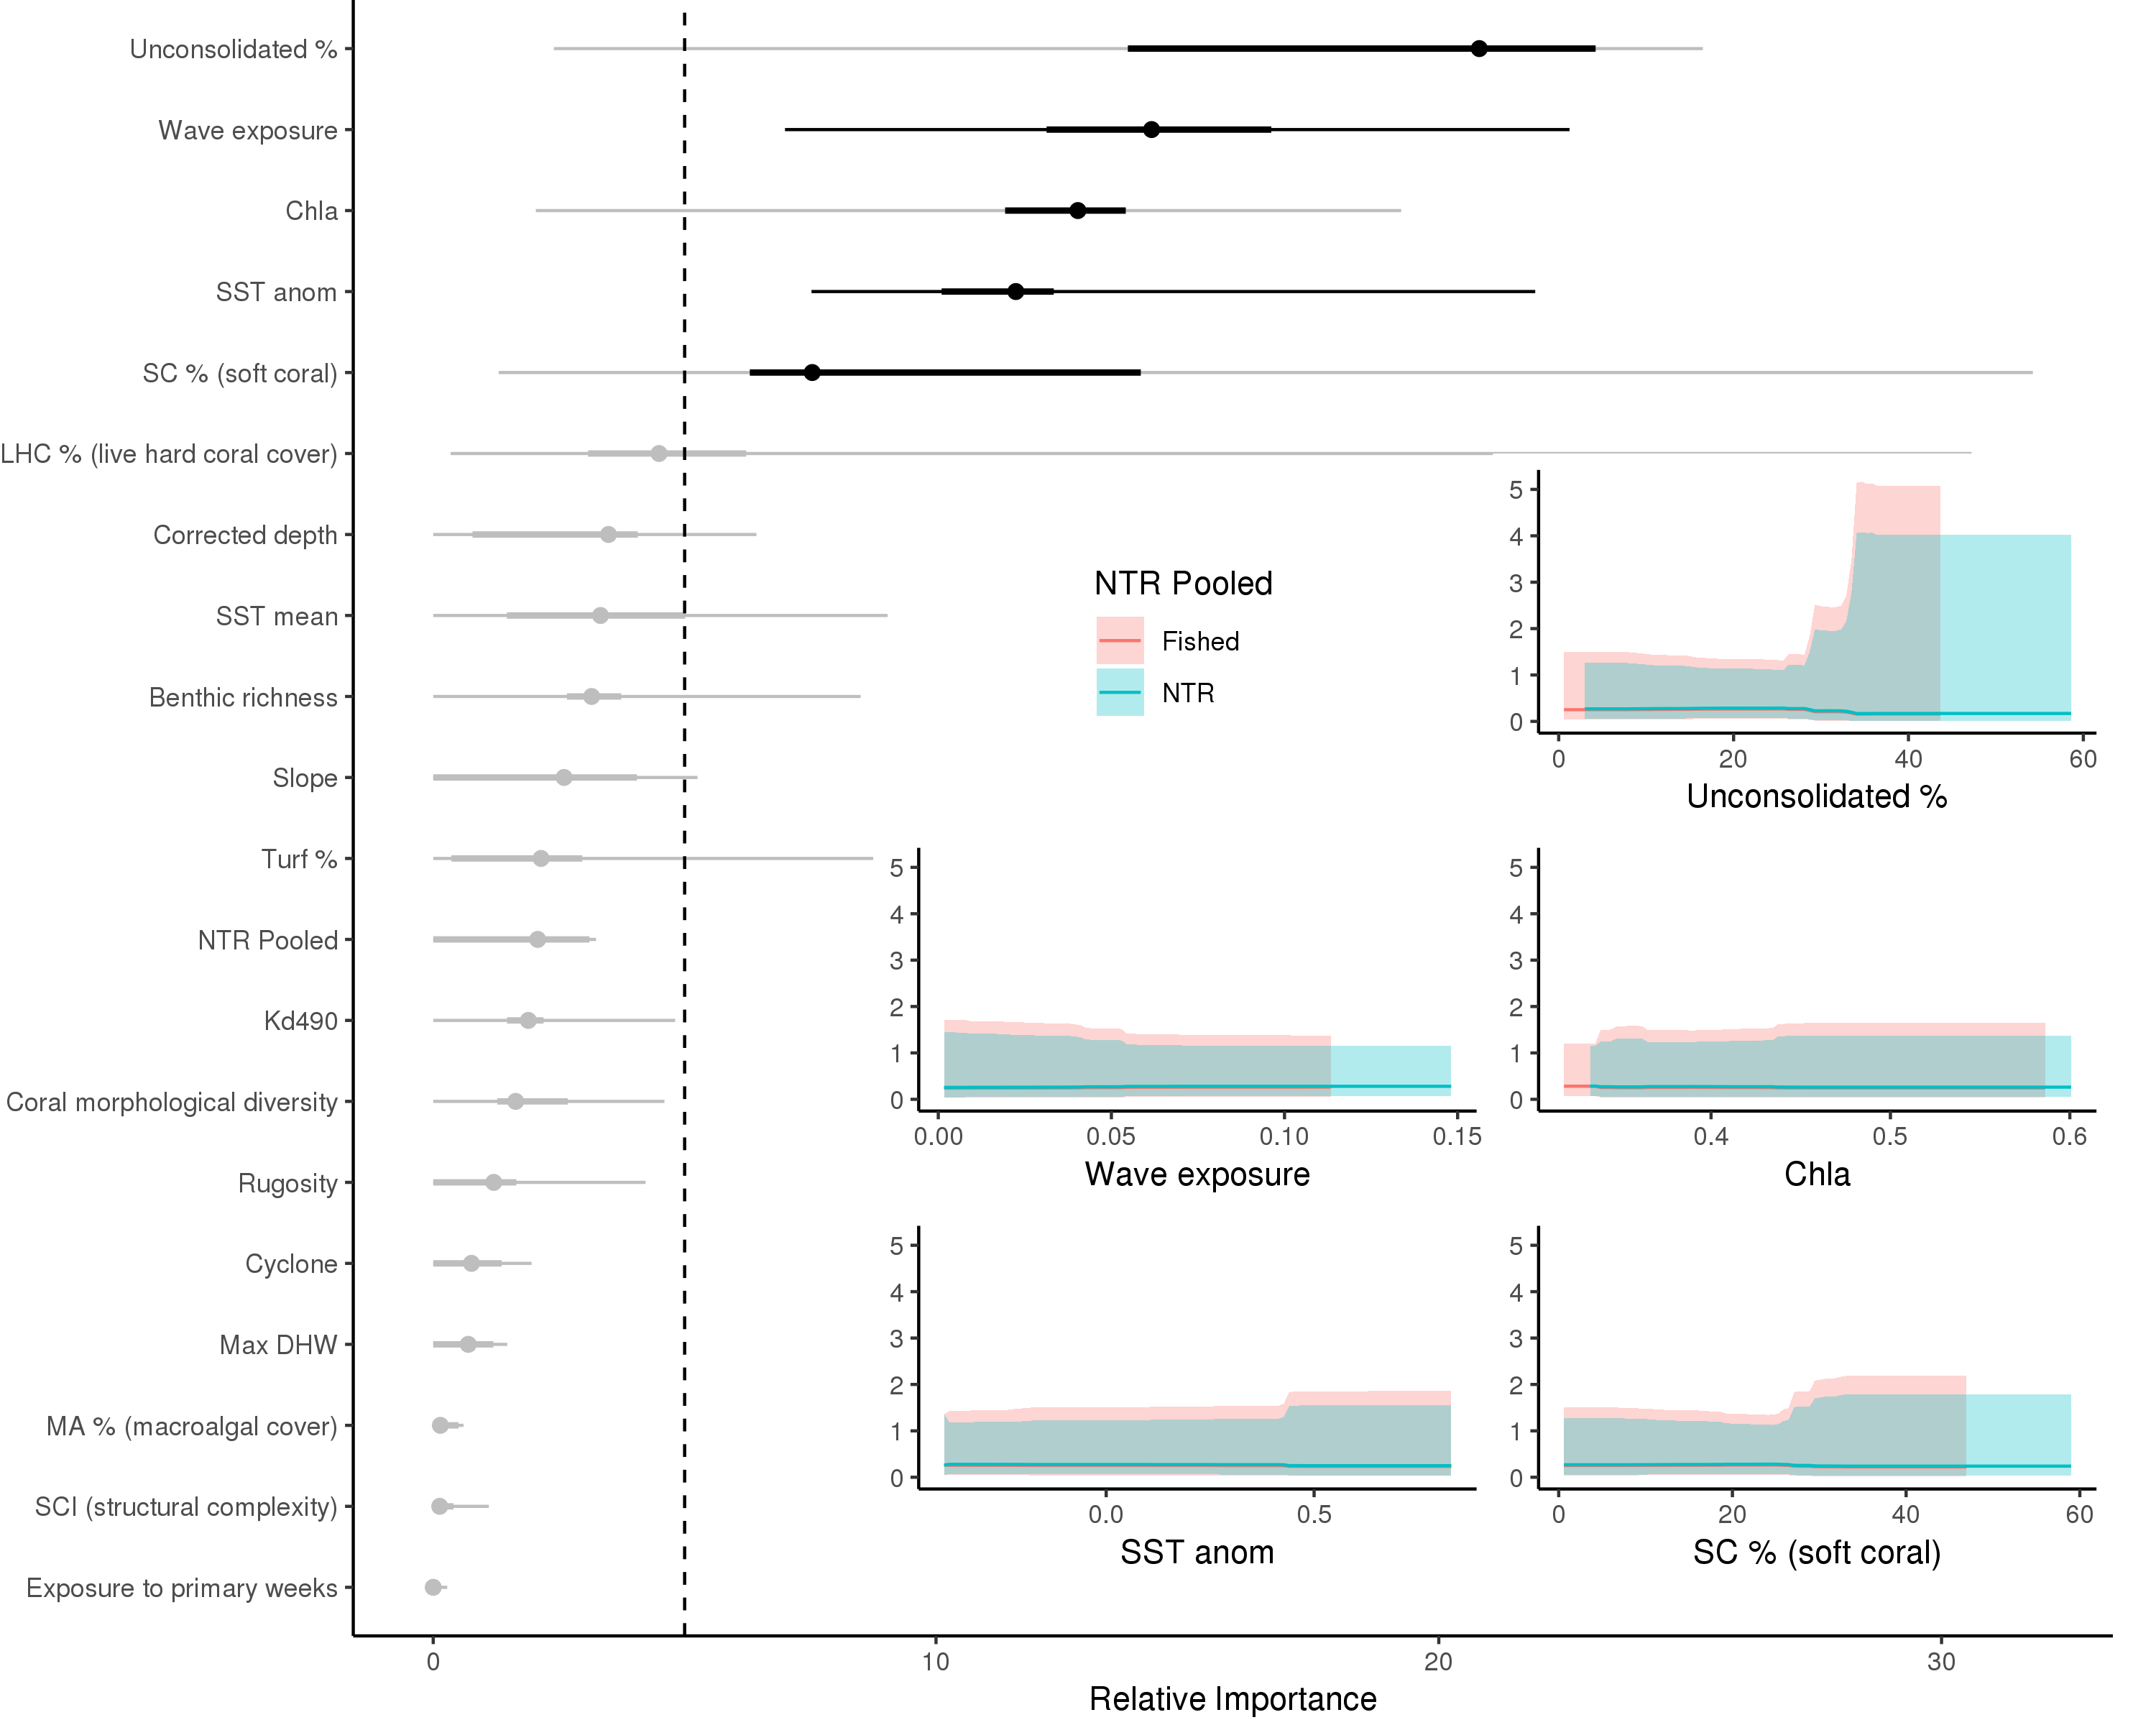 Unconsolidated %
Wave exposure
Chla
SST anom
SC % (soft coral)
LHC % (live hard coral cover)
Corrected depth
SST mean
Benthic richness
Slope
Turf %
NTR Pooled
Kd490
Coral morphological diversity
Rugosity
Cyclone
Max DHW
MA % (macroalgal cover)
SCI (structural complexity)
Exposure to primary weeks
0 10 20 30
Relative Importance
NTR Pooled
Fished
NTR
5
4
3
2
1
0
0 20 40 60
Unconsolidated %
5
4
3
2
1
0
0.00 0.05 0.10 0.15
Wave exposure
5
4
3
2
1
0
0.4 0.5 0.6
Chla
5
4
3
2
1
0
0.0 0.5
SST anom
5
4
3
2
1
0
0 20 40 60
SC % (soft coral)